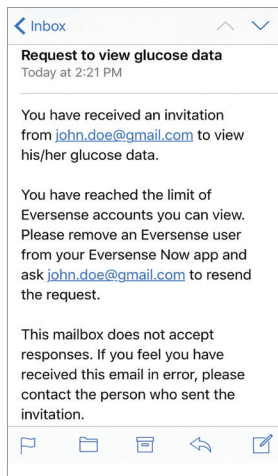 Inbox
Request to view glucose data
Today at 2:21 PM
You have received an invitation
from john.doe@gmail.com to view
his/her glucose data.
You have reached the limit of
Eversense accounts you can view.
Please remove an Eversense user
from your Eversense Now app and
ask john.doe@gmail.com to resend
the request.
This mailbox does not accept
responses. If you feel you have
received this email in error, please
contact the person who sent the
invitation.